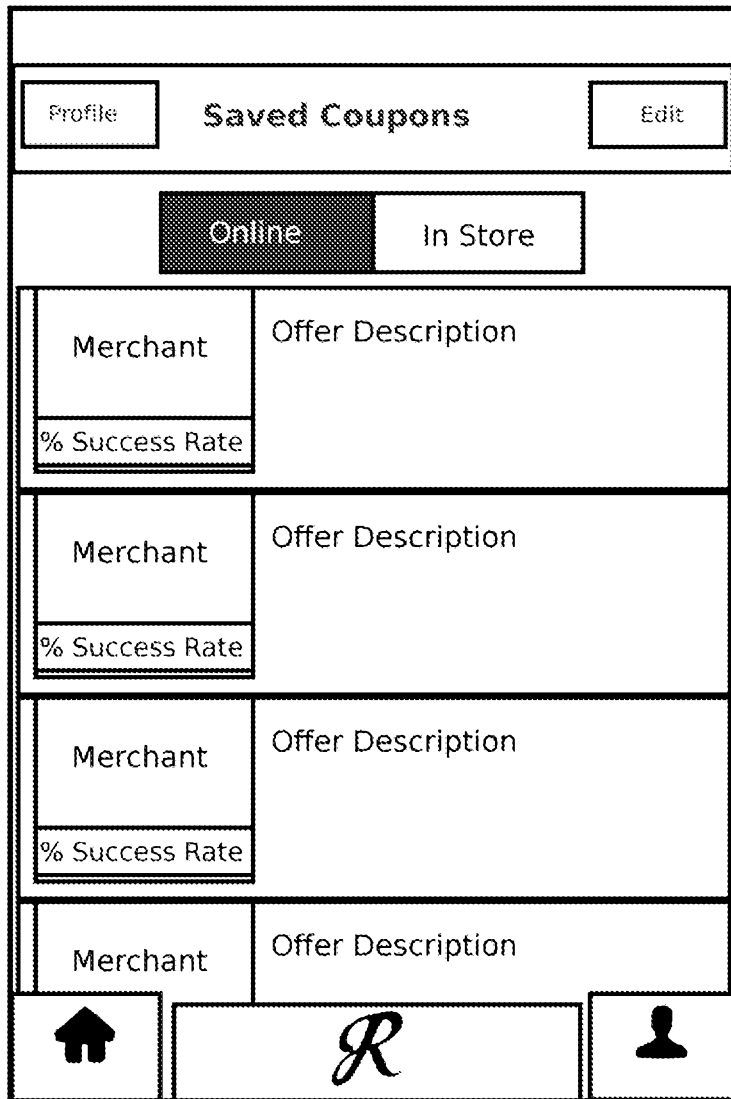 Profile Saved Coupons Edit
Online In Store
Merchant Offer Description
% Success Rate
Merchant Offer Description
% Success Rate
Merchant Offer Description
% Success Rate
Merchant Offer Description
R